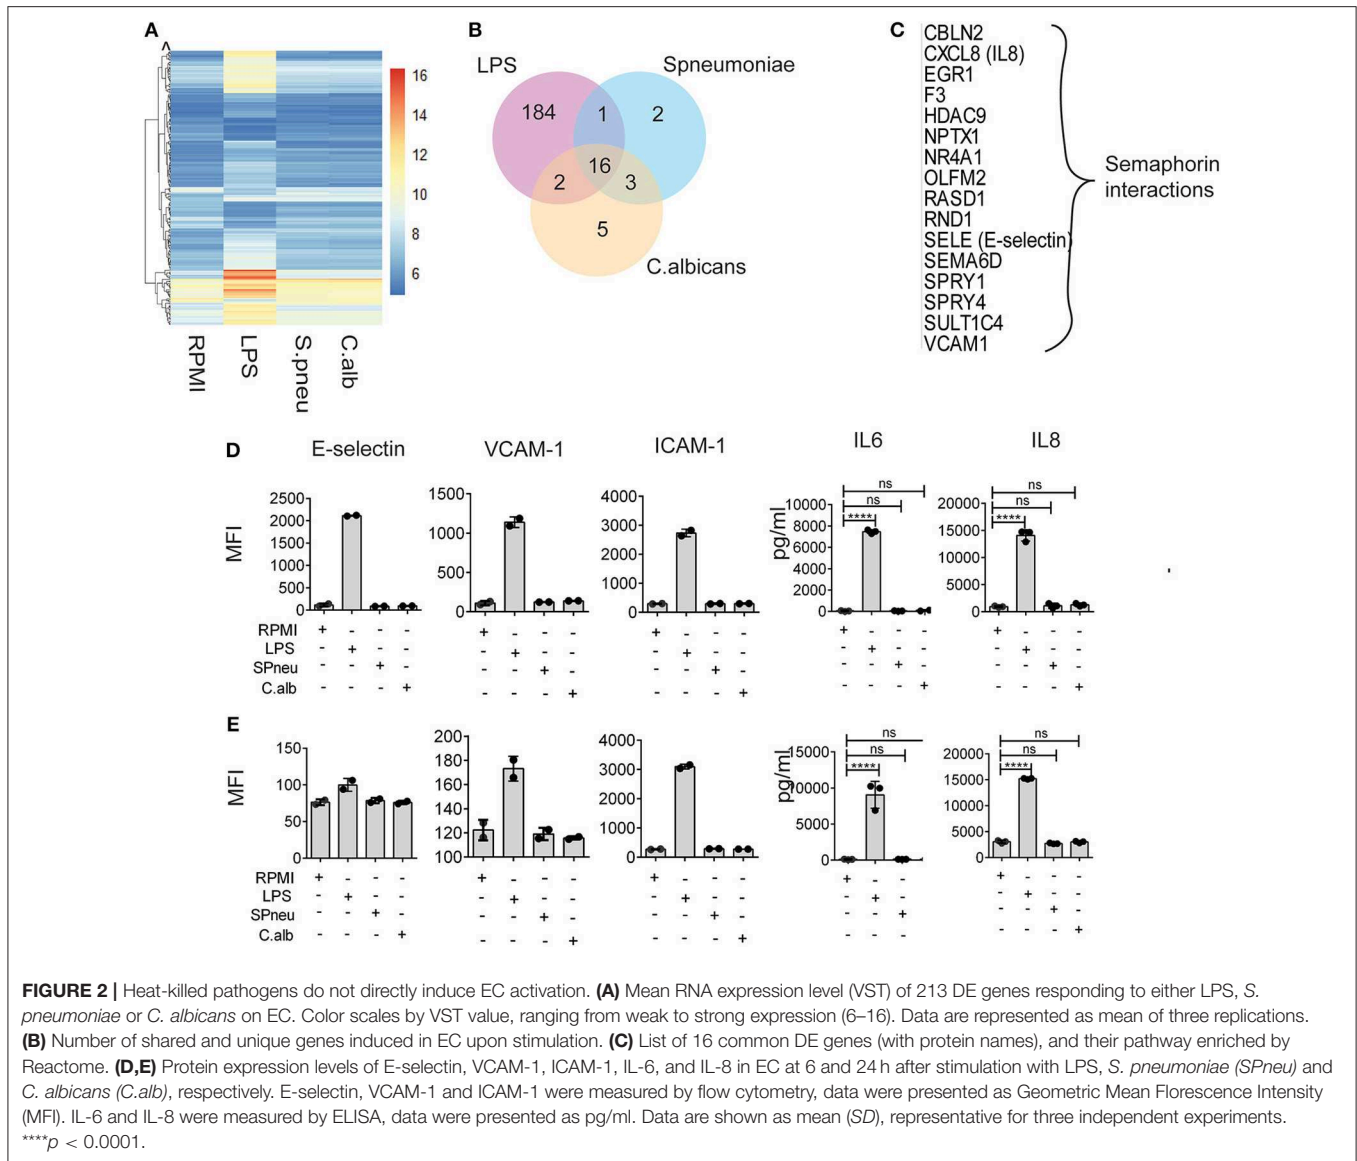 A
B
C
^
16
14
12
10
8
6
RPMI
LPS
S.pneu
C.alb
LPS
Spneumoniae
184
1
2
16
2
3
5
C.albicans
CBLN2
CXCL8 (IL8)
EGR1
F3
HDAC9
NPTX1
NR4A1
OLFM2
RASD1
RND1
SELE (E-selectin)
SEMA6D
SPRY1
SPRY4
SULT1C4
VCAM1
Semaphorin
interactions
D
E-selectin
VCAM-1
ICAM-1
IL6
IL8
MFI
2500
2000
1500
1000
500
0
1500
1000
500
0
4000
3000
2000
1000
0
pg/ml
10000
8000
6000
4000
2000
0
ns
ns
****
20000
15000
10000
5000
0
ns
ns
****
RPMI + - - - + - - - + - - - + - - - + - - -
LPS - + - - - + - - - + - - - + - - - + - -
SPneu - - + - - - + - - - + - - - + - - - + -
C.alb - - - + - - - + - - - + - - - + - - - +
E
MFI
150
100
50
0
200
180
160
140
120
100
4000
3000
2000
1000
0
pg/ml
15000
10000
5000
0
ns
ns
****
20000
15000
10000
5000
0
ns
ns
****
RPMI + - - - + - - - + - - - + - - + - - -
LPS - + - - - + - - - + - - - + - - + - -
SPneu - - + - - - + - - - + - - - + - - + -
C.alb - - - + - - - + - - - + - - - - - - +
FIGURE 2 | Heat-killed pathogens do not directly induce EC activation. (A) Mean RNA expression level (VST) of 213 DE genes responding to either LPS, S.
pneumoniae or C. albicans on EC. Color scales by VST value, ranging from weak to strong expression (6–16). Data are represented as mean of three replications.
(B) Number of shared and unique genes induced in EC upon stimulation. (C) List of 16 common DE genes (with protein names), and their pathway enriched by
Reactome. (D,E) Protein expression levels of E-selectin, VCAM-1, ICAM-1, IL-6, and IL-8 in EC at 6 and 24 h after stimulation with LPS, S. pneumoniae (SPneu) and
C. albicans (C.alb), respectively. E-selectin, VCAM-1 and ICAM-1 were measured by flow cytometry, data were presented as Geometric Mean Florescence Intensity
(MFI). IL-6 and IL-8 were measured by ELISA, data were presented as pg/ml. Data are shown as mean (SD), representative for three independent experiments.
****p < 0.0001.